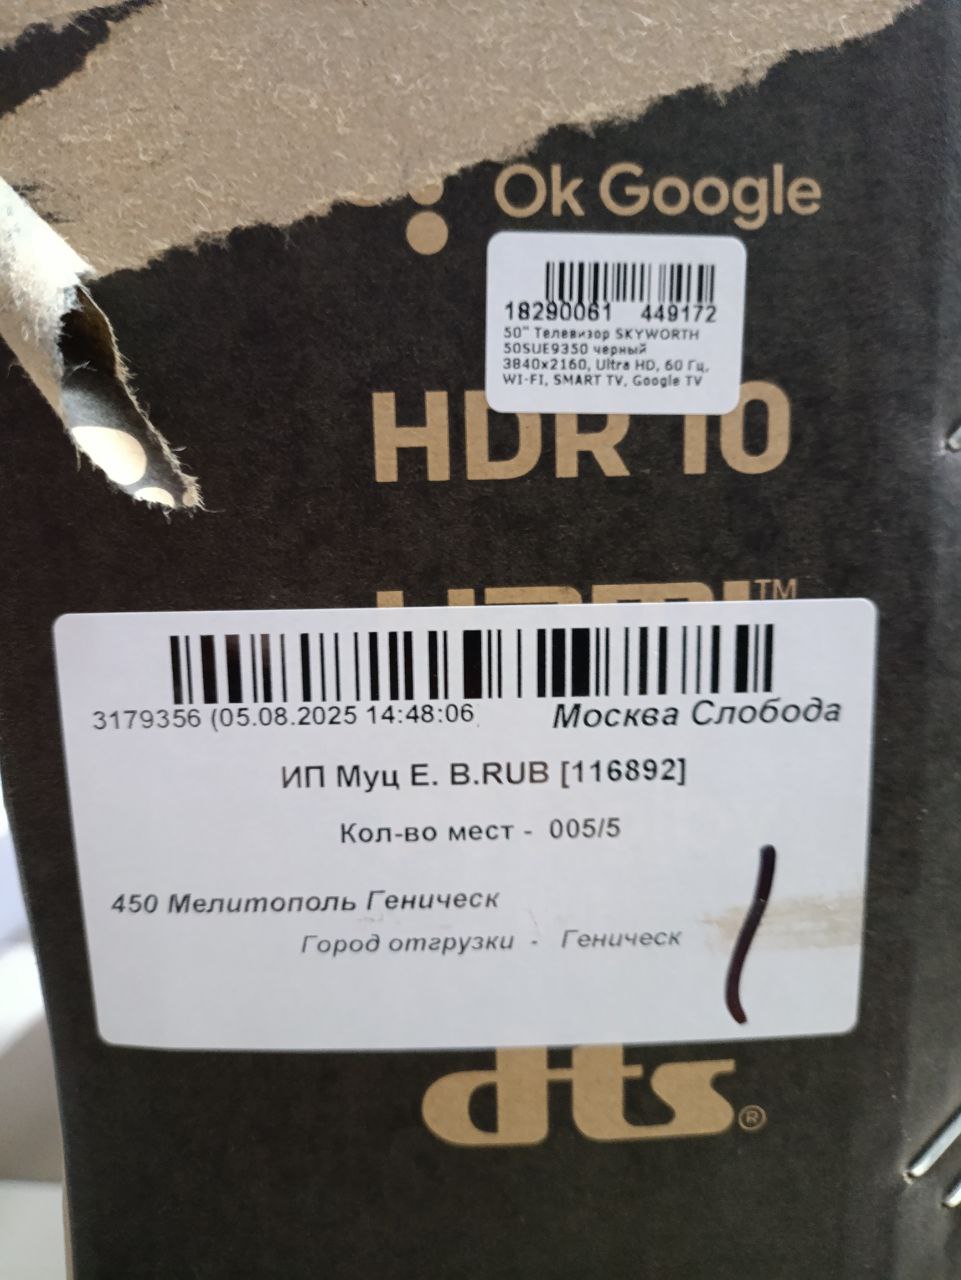 Ok Google
18290061 449172
50" Телевизор SKYWORTH
50SUE9350 черный
3840x2160, Ultra HD, 60 Гц,
WI-FI, SMART TV, Google TV
HDR 10
TM
3179356 (05.08.2025 14:48:06
Москва Слобода
ИП Муц Е. В.RUB [116892]
Кол-во мест - 005/5
450 Мелитополь Геническ
Город отгрузки - Геническ
dts®